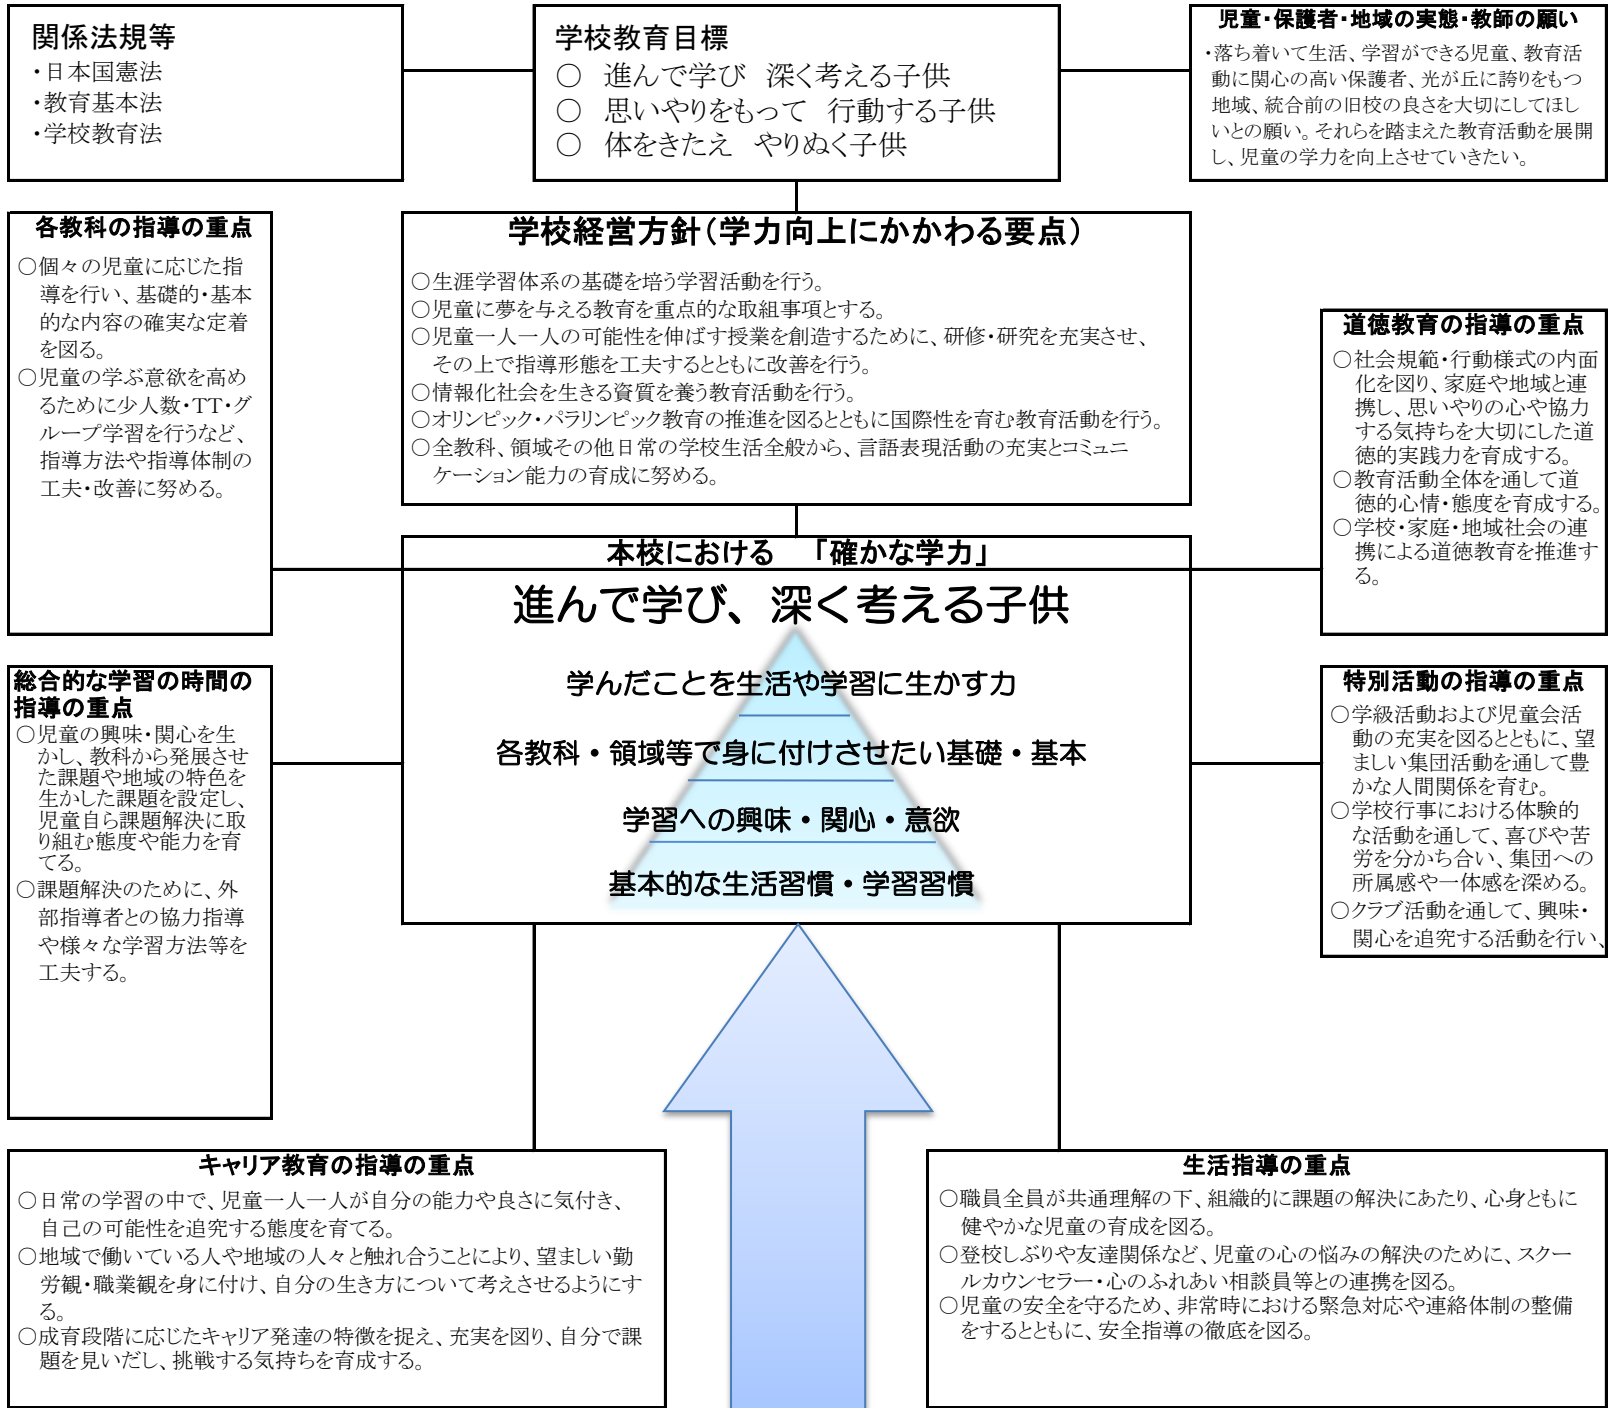 関係法規等
・日本国憲法
・教育基本法
・学校教育法
学校教育目標
○　進んで学び　深く考える子供
○　思いやりをもって　行動する子供
○　体をきたえ　やりぬく子供
児童・保護者・地域の実態・教師の願い
・落ち着いて生活、学習ができる児童、教育活
動に関心の高い保護者、光が丘に誇りをもつ
地域、統合前の旧校の良さを大切にしてほし
いとの願い。それらを踏まえた教育活動を展開
し、児童の学力を向上させていきたい。
各教科の指導の重点
○個々の児童に応じた指
導を行い、基礎的・基本
的な内容の確実な定着
を図る。
○児童の学ぶ意欲を高め
るために少人数・TT・グ
ループ学習を行うなど、
指導方法や指導体制の
工夫・改善に努める。
学校経営方針（学力向上にかかわる要点）
○生涯学習体系の基礎を培う学習活動を行う。
○児童に夢を与える教育を重点的な取組事項とする。
○児童一人一人の可能性を伸ばす授業を創造するために、研修・研究を充実させ、
その上で指導形態を工夫するとともに改善を行う。
○情報化社会を生きる資質を養う教育活動を行う。
○オリンピック・パラリンピック教育の推進を図るとともに国際性を育む教育活動を行う。
○全教科、領域その他日常の学校生活全般から、言語表現活動の充実とコミュニ
ケーション能力の育成に努める。
道徳教育の指導の重点
○社会規範・行動様式の内面
化を図り、家庭や地域と連
携し、思いやりの心や協力
する気持ちを大切にした道
徳的実践力を育成する。
○教育活動全体を通して道
徳的心情・態度を育成する。
○学校・家庭・地域社会の連
携による道徳教育を推進す
る。
本校における　「確かな学力」
進んで学び、深く考える子供
学んだことを生活や学習に生かす力
各教科・領域等で身に付けさせたい基礎・基本
学習への興味・関心・意欲
基本的な生活習慣・学習習慣
総合的な学習の時間の
指導の重点
○児童の興味・関心を生
かし、教科から発展させ
た課題や地域の特色を
生かした課題を設定し、
児童自ら課題解決に取
り組む態度や能力を育
てる。
○課題解決のために、外
部指導者との協力指導
や様々な学習方法等を
工夫する。
特別活動の指導の重点
○学級活動および児童会活
動の充実を図るとともに、望
ましい集団活動を通して豊
かな人間関係を育む。
○学校行事における体験的
な活動を通して、喜びや苦
労を分かち合い、集団への
所属感や一体感を深める。
○クラブ活動を通して、興味・
関心を追究する活動を行い、
キャリア教育の指導の重点
○日常の学習の中で、児童一人一人が自分の能力や良さに気付き、
自己の可能性を追究する態度を育てる。
○地域で働いている人や地域の人々と触れ合うことにより、望ましい勤
労観・職業観を身に付け、自分の生き方について考えさせるようにす
る。
○成育段階に応じたキャリア発達の特徴を捉え、充実を図り、自分で課
題を見いだし、挑戦する気持ちを育成する。
生活指導の重点
○職員全員が共通理解の下、組織的に課題の解決にあたり、心身ともに
健やかな児童の育成を図る。
○登校しぶりや友達関係など、児童の心の悩みの解決のために、スクー
ルカウンセラー・心のふれあい相談員等との連携を図る。
○児童の安全を守るため、非常時における緊急対応や連絡体制の整備
をするとともに、安全指導の徹底を図る。